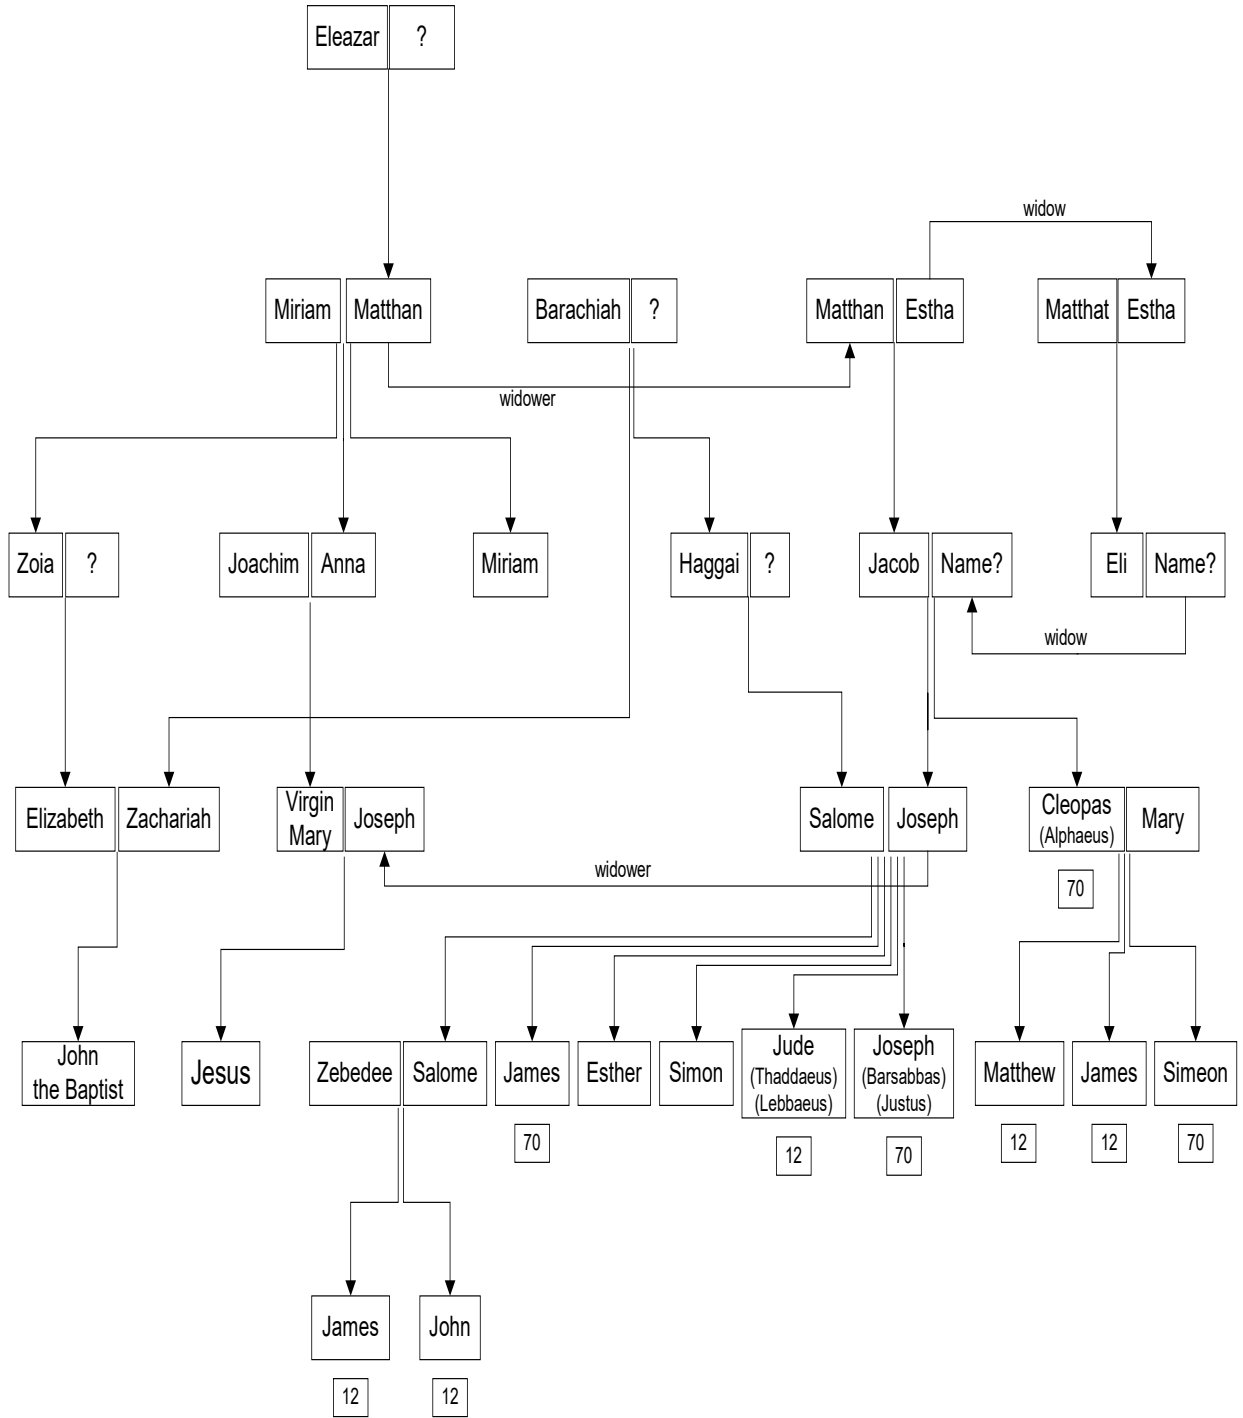 Eleazar ?
widow
Miriam Matthan Barachiah ? Matthan Estha Matthat Estha
widower
Zoia ? Joachim Anna Miriam Haggai ? Jacob Name? Eli Name?
widow
Elizabeth Zachariah Virgin
Mary Joseph Salome Joseph Cleopas
(Alphaeus) Mary
widower
70
John
the Baptist
Jesus
Zebedee Salome James Esther Simon
Jude
(Thaddaeus)
(Lebbaeus)
Joseph
(Barsabbas)
(Justus)
Matthew James Simeon
70 12 70 12 12 70
James John
12 12